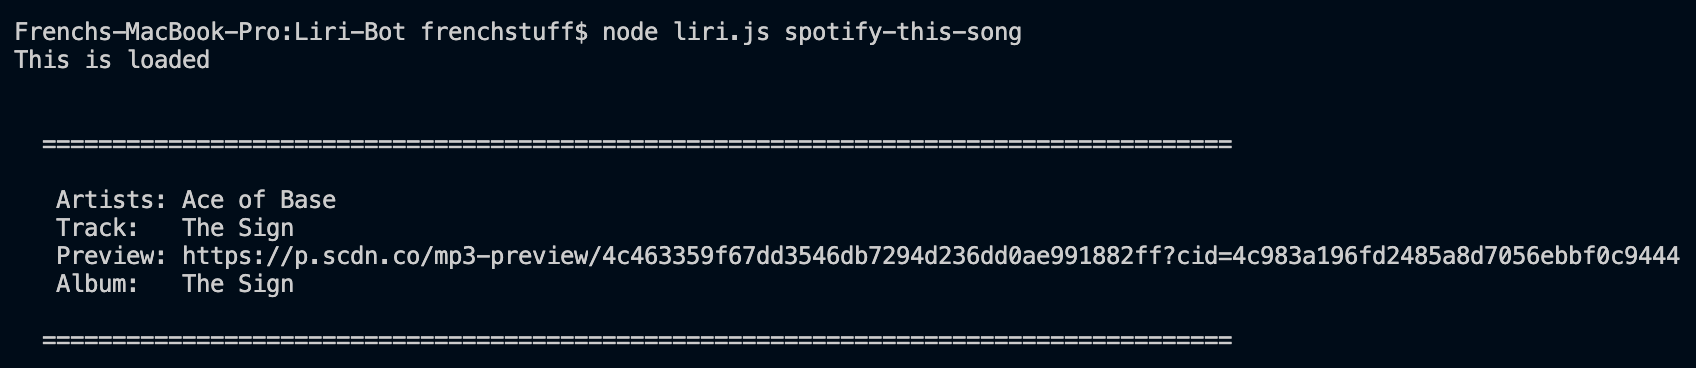 Frenchs-MacBook-Pro:Liri-Bot frenchstuff$ node liri.js spotify-this-song
This is loaded
=====================================================================================
Artists: Ace of Base
Track: The Sign
Preview: https://p.scdn.co/mp3-preview/4c463359f67dd3546db7294d236dd0ae991882ff?cid=4c983a196fd2485a8d7056ebbf0c9444
Album: The Sign
=====================================================================================